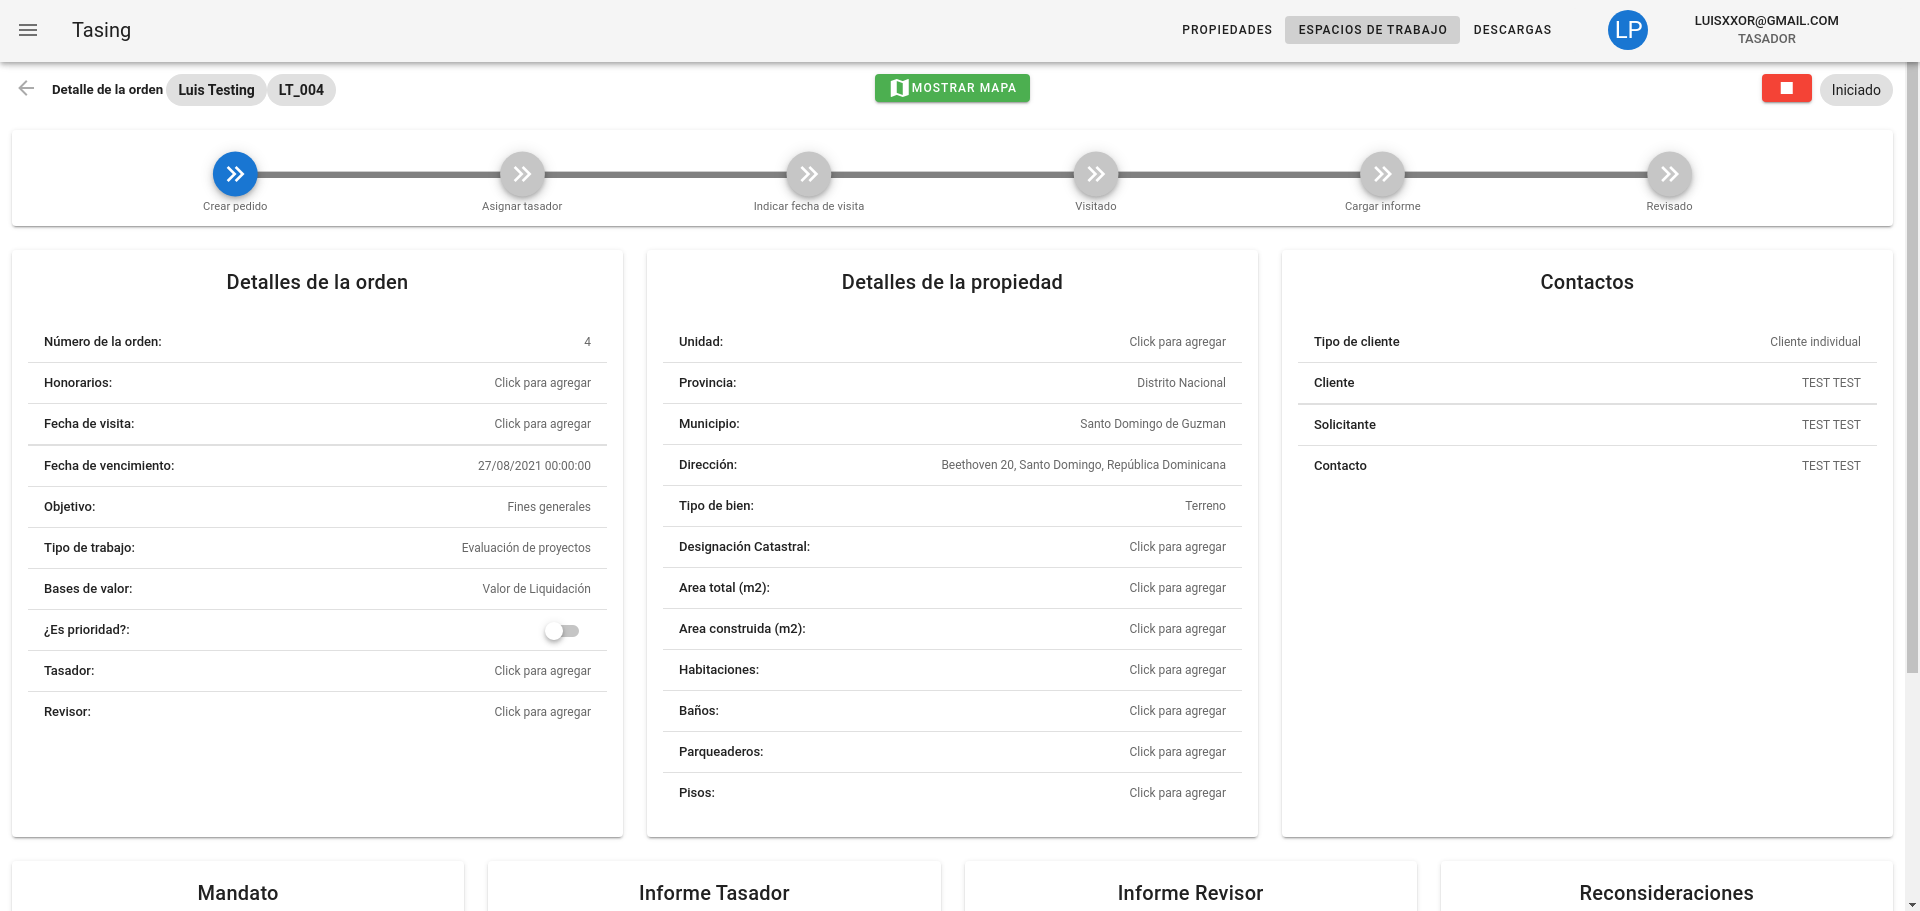 Tasing
PROPIEDADES
ESPACIOS DE TRABAJO
DESCARGAS
LP
LUISXXOR@GMAIL.COM
TASADOR
Detalle de la orden
Luis Testing
LT_004
MOSTRAR MAPA
Iniciado
Crear pedido
Asignar tasador
Indicar fecha de visita
Visitado
Cargar informe
Revisado
Detalles de la orden
Número de la orden: 4
Honorarios: Click para agregar
Fecha de visita: Click para agregar
Fecha de vencimiento: 27/08/2021 00:00:00
Objetivo: Fines generales
Tipo de trabajo: Evaluación de proyectos
Bases de valor: Valor de Liquidación
¿Es prioridad?:
Tasador: Click para agregar
Revisor: Click para agregar
Detalles de la propiedad
Unidad: Click para agregar
Provincia: Distrito Nacional
Municipio: Santo Domingo de Guzman
Dirección: Beethoven 20, Santo Domingo, República Dominicana
Tipo de bien: Terreno
Designación Catastral: Click para agregar
Area total (m2): Click para agregar
Area construida (m2): Click para agregar
Habitaciones: Click para agregar
Baños: Click para agregar
Parqueaderos: Click para agregar
Pisos: Click para agregar
Contactos
Tipo de cliente Cliente individual
Cliente TEST TEST
Solicitante TEST TEST
Contacto TEST TEST
Mandato
Informe Tasador
Informe Revisor
Reconsideraciones